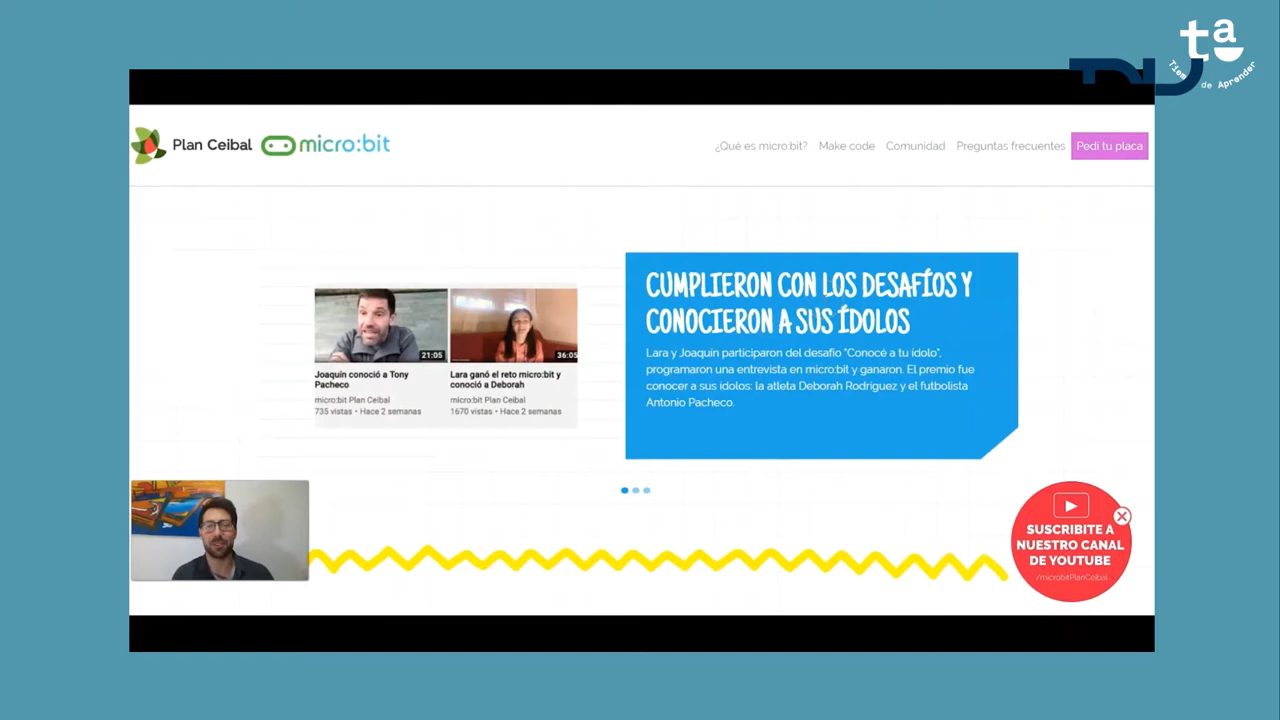 ta
de Aprender
Plan Ceibal
micro:bit
¿Qué es micro:bit?
Make code
Comunidad
Preguntas frecuentes
Pedí tu placa
21:05
36:05
Joaquín conoció a Tony
Pacheco
micro:bit Plan Ceibal
735 vistas • Hace 2 semanas
Lara ganó el reto micro:bit y
conoció a Deborah
micro:bit Plan Ceibal
1670 vistas • Hace 2 semanas
CUMPLIERON CON LOS DESAFÍOS Y
CONOCIERON A SUS ÍDOLOS
Lara y Joaquín participaron del desafío "Conocé a tu ídolo",
programaron una entrevista en micro:bit y ganaron. El premio fue
conocer a sus ídolos: la atleta Deborah Rodriguez y el futbolista
Antonio Pacheco.
SUSCRIBITE A
NUESTRO CANAL
DE YOUTUBE
/microbitPlanCeibal